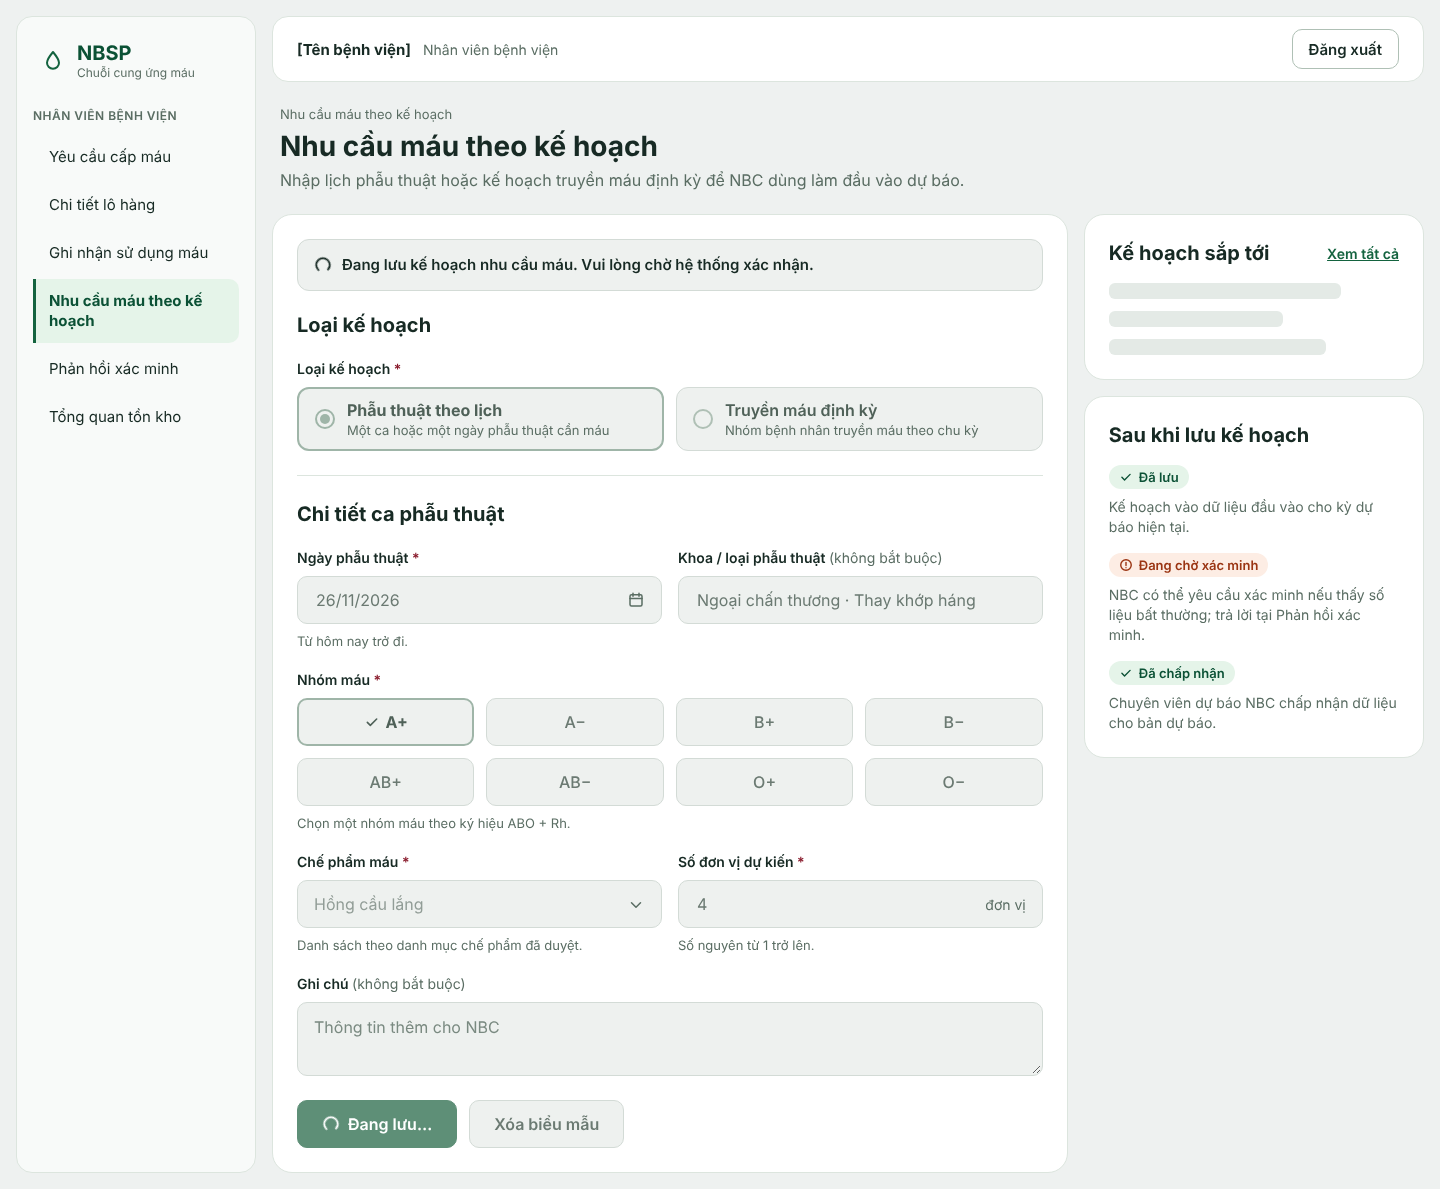 NBSP
Chuỗi cung ứng máu
NHÂN VIÊN BỆNH VIỆN
Yêu cầu cấp máu
Chi tiết lô hàng
Ghi nhận sử dụng máu
Nhu cầu máu theo kế
hoạch
Phản hồi xác minh
Tổng quan tồn kho
[Tên bệnh viện] Nhân viên bệnh viện
Đăng xuất
Nhu cầu máu theo kế hoạch
Nhu cầu máu theo kế hoạch
Nhập lịch phẫu thuật hoặc kế hoạch truyền máu định kỳ để NBC dùng làm đầu vào dự báo.
Đang lưu kế hoạch nhu cầu máu. Vui lòng chờ hệ thống xác nhận.
Loại kế hoạch
Loại kế hoạch *
Phẫu thuật theo lịch
Một ca hoặc một ngày phẫu thuật cần máu
Truyền máu định kỳ
Nhóm bệnh nhân truyền máu theo chu kỳ
Chi tiết ca phẫu thuật
Ngày phẫu thuật *
26/11/2026
Từ hôm nay trở đi.
Khoa / loại phẫu thuật (không bắt buộc)
Ngoại chấn thương · Thay khớp háng
Nhóm máu *
A+
A−
B+
B−
AB+
AB−
O+
O−
Chọn một nhóm máu theo ký hiệu ABO + Rh.
Chế phẩm máu *
Hồng cầu lắng
Danh sách theo danh mục chế phẩm đã duyệt.
Số đơn vị dự kiến *
4 đơn vị
Số nguyên từ 1 trở lên.
Ghi chú (không bắt buộc)
Thông tin thêm cho NBC
Đang lưu...
Xóa biểu mẫu
Kế hoạch sắp tới
Xem tất cả
Sau khi lưu kế hoạch
Đã lưu
Kế hoạch vào dữ liệu đầu vào cho kỳ dự
báo hiện tại.
Đang chờ xác minh
NBC có thể yêu cầu xác minh nếu thấy số
liệu bất thường; trả lời tại Phản hồi xác
minh.
Đã chấp nhận
Chuyên viên dự báo NBC chấp nhận dữ liệu
cho bản dự báo.